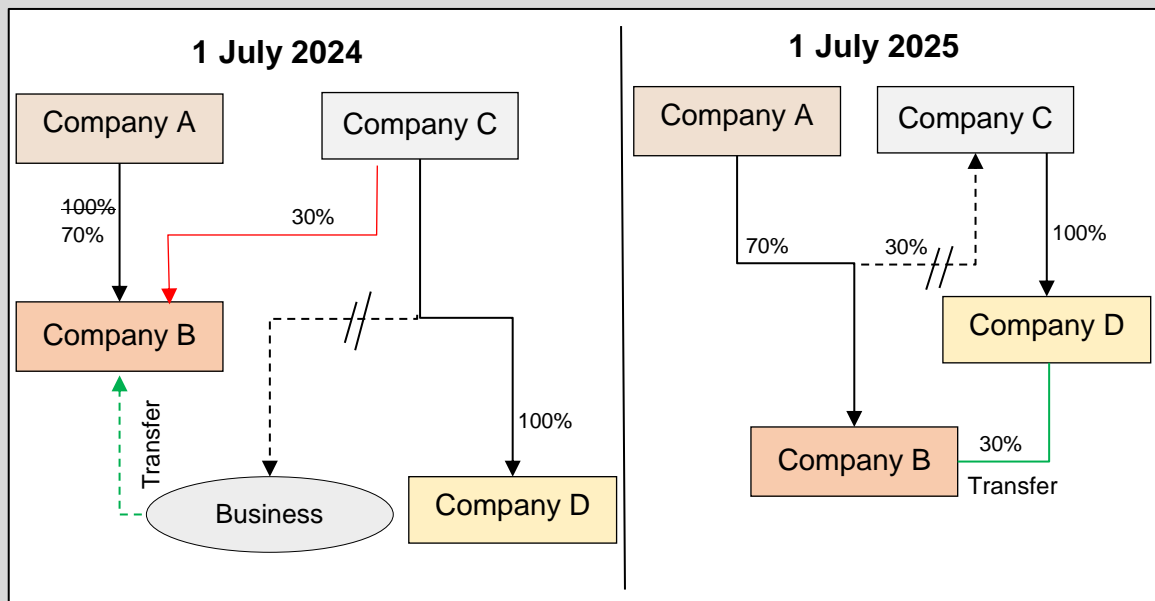 1 July 2024
Company A
Company C
100%
70%
30%
Company B
Transfer
100%
Business
Company D
1 July 2025
Company A
Company C
70%
30%
100%
Company D
Company B
30%
Transfer